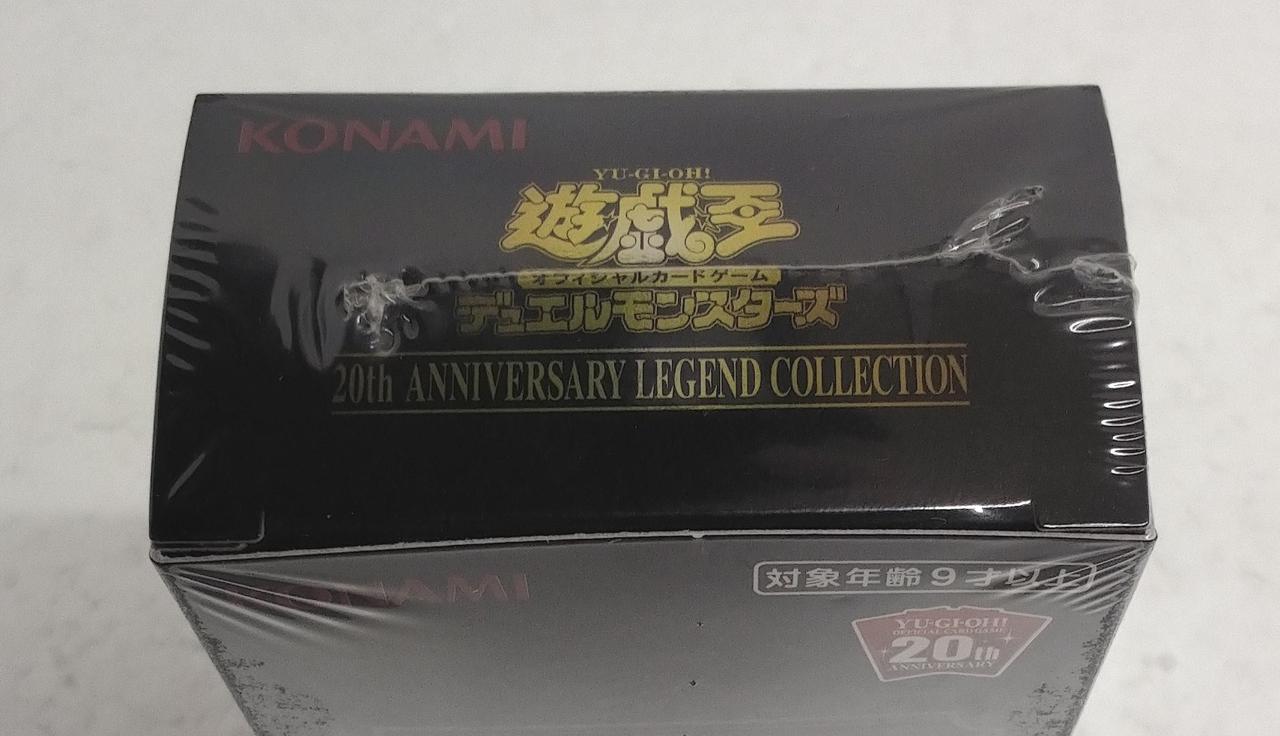 KONAMI
YU-GI-OH!
遊☆戯☆王
オフィシャルカードゲーム
デュエルモンスターズ
20th ANNIVERSARY LEGEND COLLECTION
KONAMI
対象年齢9才以上
YU-GI-OH!
OFFICIAL CARD GAME
20th
ANNIVERSARY